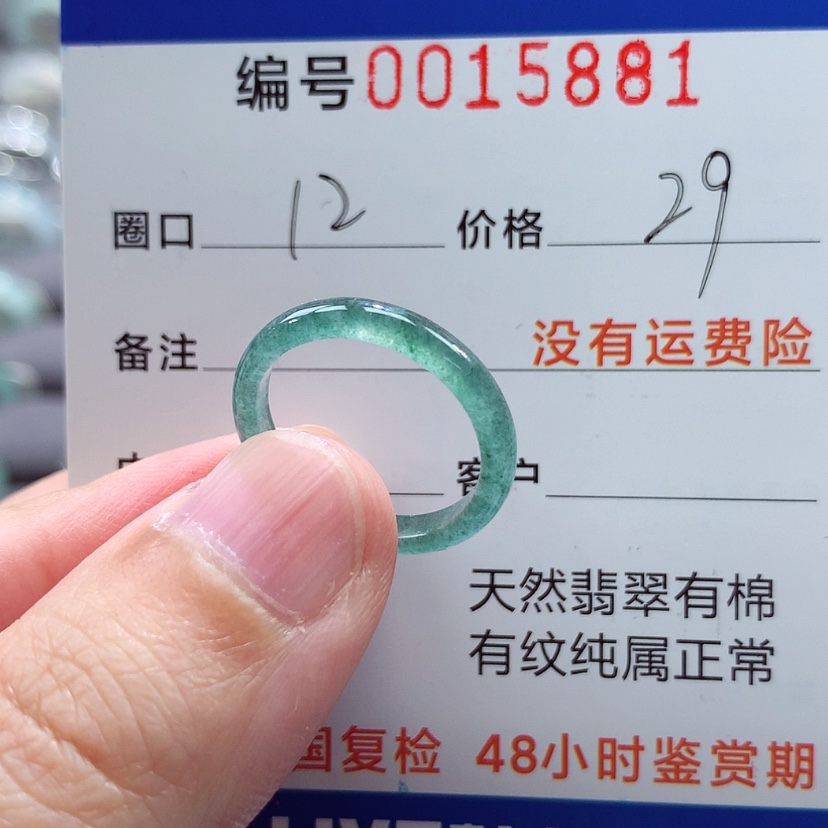 编号0015881
圈口 12 价格 29
备注 没有运费险
客户
天然翡翠有棉
有纹纯属正常
国复检 48小时鉴赏期